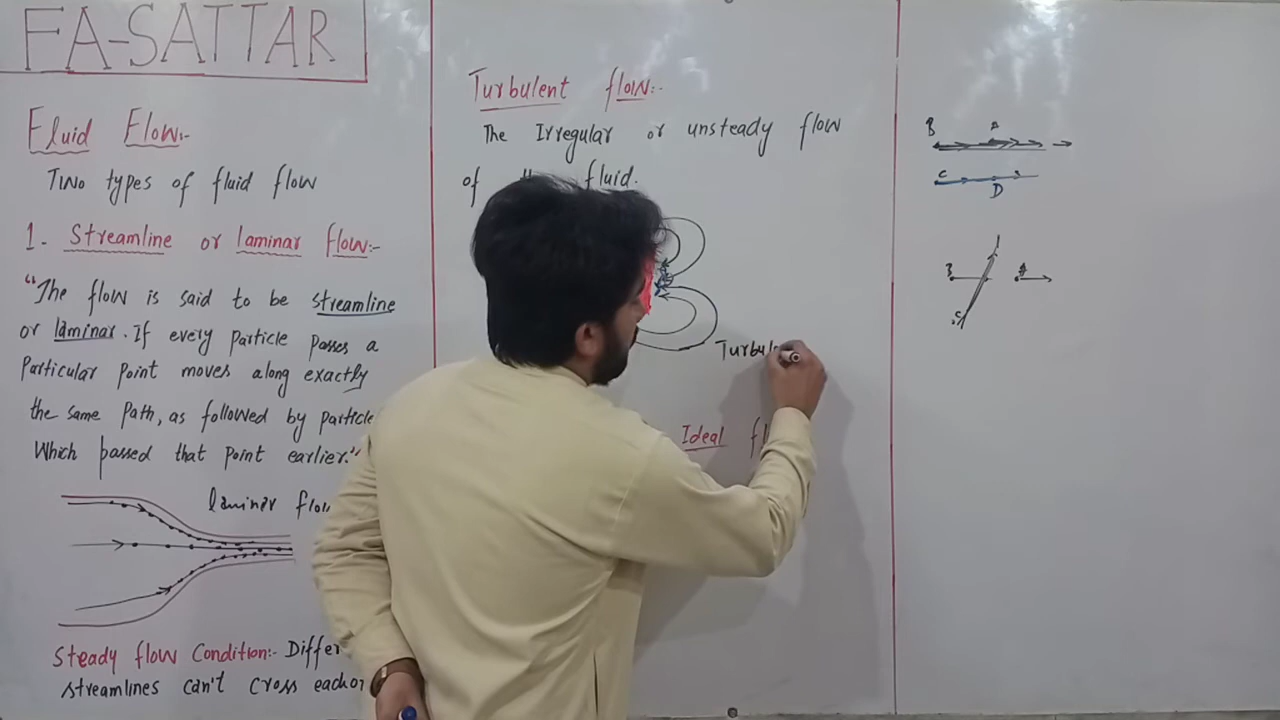 FA-SATTAR
Fluid Flow:-
Two types of fluid flow
1- Streamline or laminar flow:-
"The flow is said to be streamline
or laminar. If every particle passes a
Particular Point moves along exactly
the same Path, as followed by particle
Which passed that Point earlier."
laminar flow
Steady flow Condition:- Differ
streamlines can't cross eachot
Turbulent flow:-
The Irregular or unsteady flow
of fluid.
Turbul
Ideal fl
B A
C D
B A
C